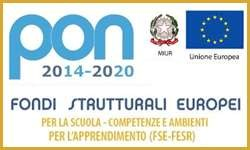 pon
2014-2020
MIUR
Unione Europea
FONDI STRUTTURALI EUROPEI
PER LA SCUOLA - COMPETENZE E AMBIENTI
PER L'APPRENDIMENTO (FSE-FESR)